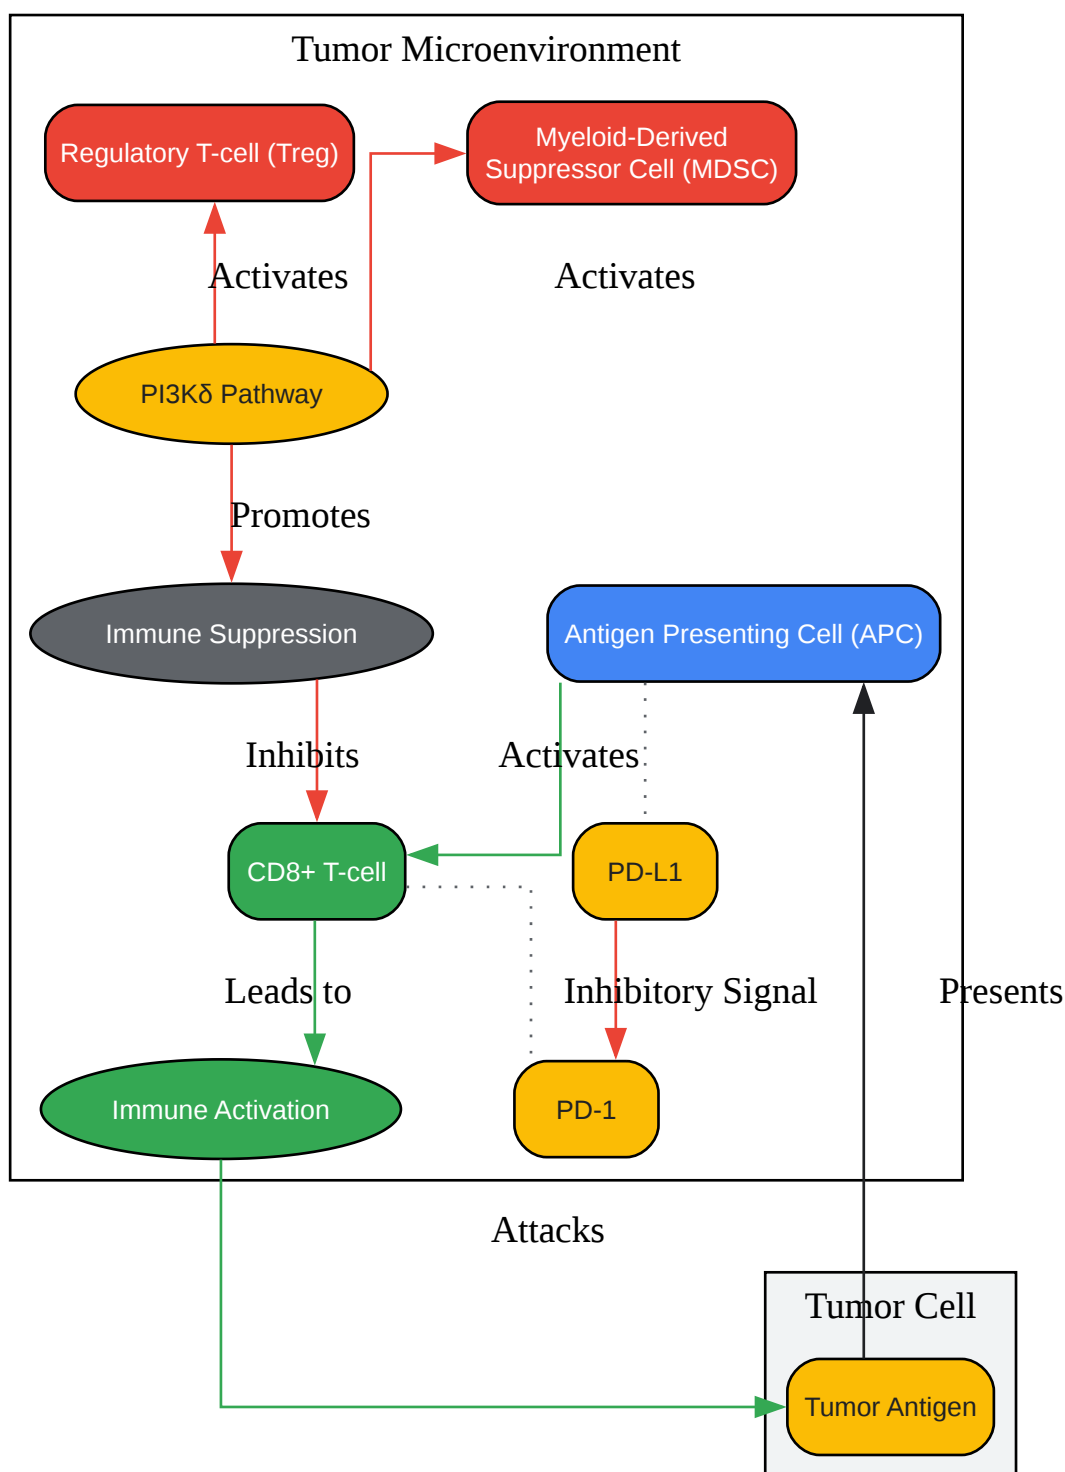 Tumor Microenvironment
Regulatory T-cell (Treg)
Myeloid-Derived
Suppressor Cell (MDSC)
Activates
Activates
PI3Kδ Pathway
Promotes
Immune Suppression
Antigen Presenting Cell (APC)
Inhibits
Activates
CD8+ T-cell
PD-L1
Leads to
Inhibitory Signal
Presents
Immune Activation
PD-1
Attacks
Tumor Cell
Tumor Antigen